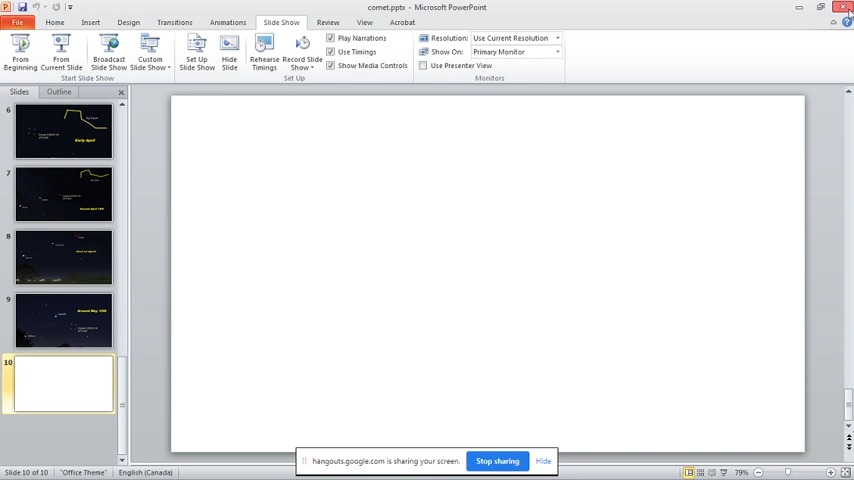 comet.pptx - Microsoft PowerPoint
File Home Insert Design Transitions Animations Slide Show Review View Acrobat
From Beginning
From Current Slide
Broadcast Slide Show
Custom Slide Show
Set Up Slide Show
Hide Slide
Rehearse Timings
Record Slide Show
Play Narrations
Use Timings
Show Media Controls
Resolution: Use Current Resolution
Show On: Primary Monitor
Use Presenter View
Start Slide Show Set Up Monitors
Slides Outline
6
Early April
7
8
9
Around May 15th
10
hangouts.google.com is sharing your screen. Stop sharing Hide
Slide 10 of 10 "Office Theme" English (Canada) 79%